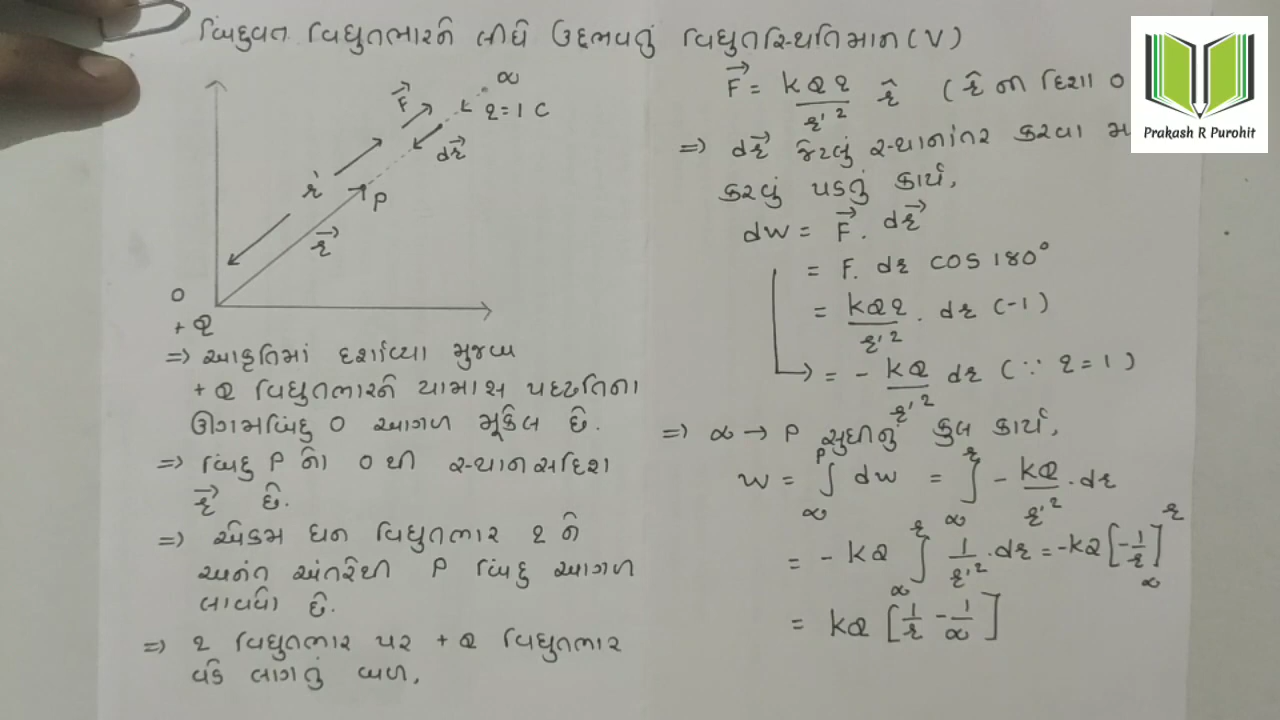 બિંદુવત વિદ્યુતભારને લીધે ઉદ્દભવતું વિદ્યુતસ્થિતિમાન (V)
∞
F⃗
q = 1 C
dr⃗
r'
P
r⃗
O
+ Q
⇒ આકૃતિમાં દર્શાવ્યા મુજબ
+ Q વિદ્યુતભારને યામાક્ષ પદ્ધતિના
ઊગમબિંદુ O આગળ મૂકેલ છે.
⇒ બિંદુ P નો O થી સ્થાનસદિશ
r⃗ છે.
⇒ એકમ ધન વિદ્યુતભાર q ને
અનંત અંતરેથી P બિંદુ આગળ
લાવવો છે.
⇒ q વિદ્યુતભાર પર + Q વિદ્યુતભાર
વડે લાગતું બળ,
F⃗ = kQq / r'² r̂ ( r̂ ની દિશા O
⇒ dr⃗ જેટલું સ્થાનાંતર કરવા
કરવું પડતું કાર્ય,
dw = F⃗ . dr⃗
= F. dr cos 180°
= kQq / r'² . dr (-1)
→ = - kQ / r'² dr (∵ q = 1)
⇒ ∞ → P સુધીનું કુલ કાર્ય,
w = ∫_∞^P dw = ∫_∞^r - kQ / r'² . dr
= - kQ ∫_∞^r 1 / r'² . dr = -kQ [-1/r]_∞^r
= kQ [1/r - 1/∞]
Prakash R Purohit